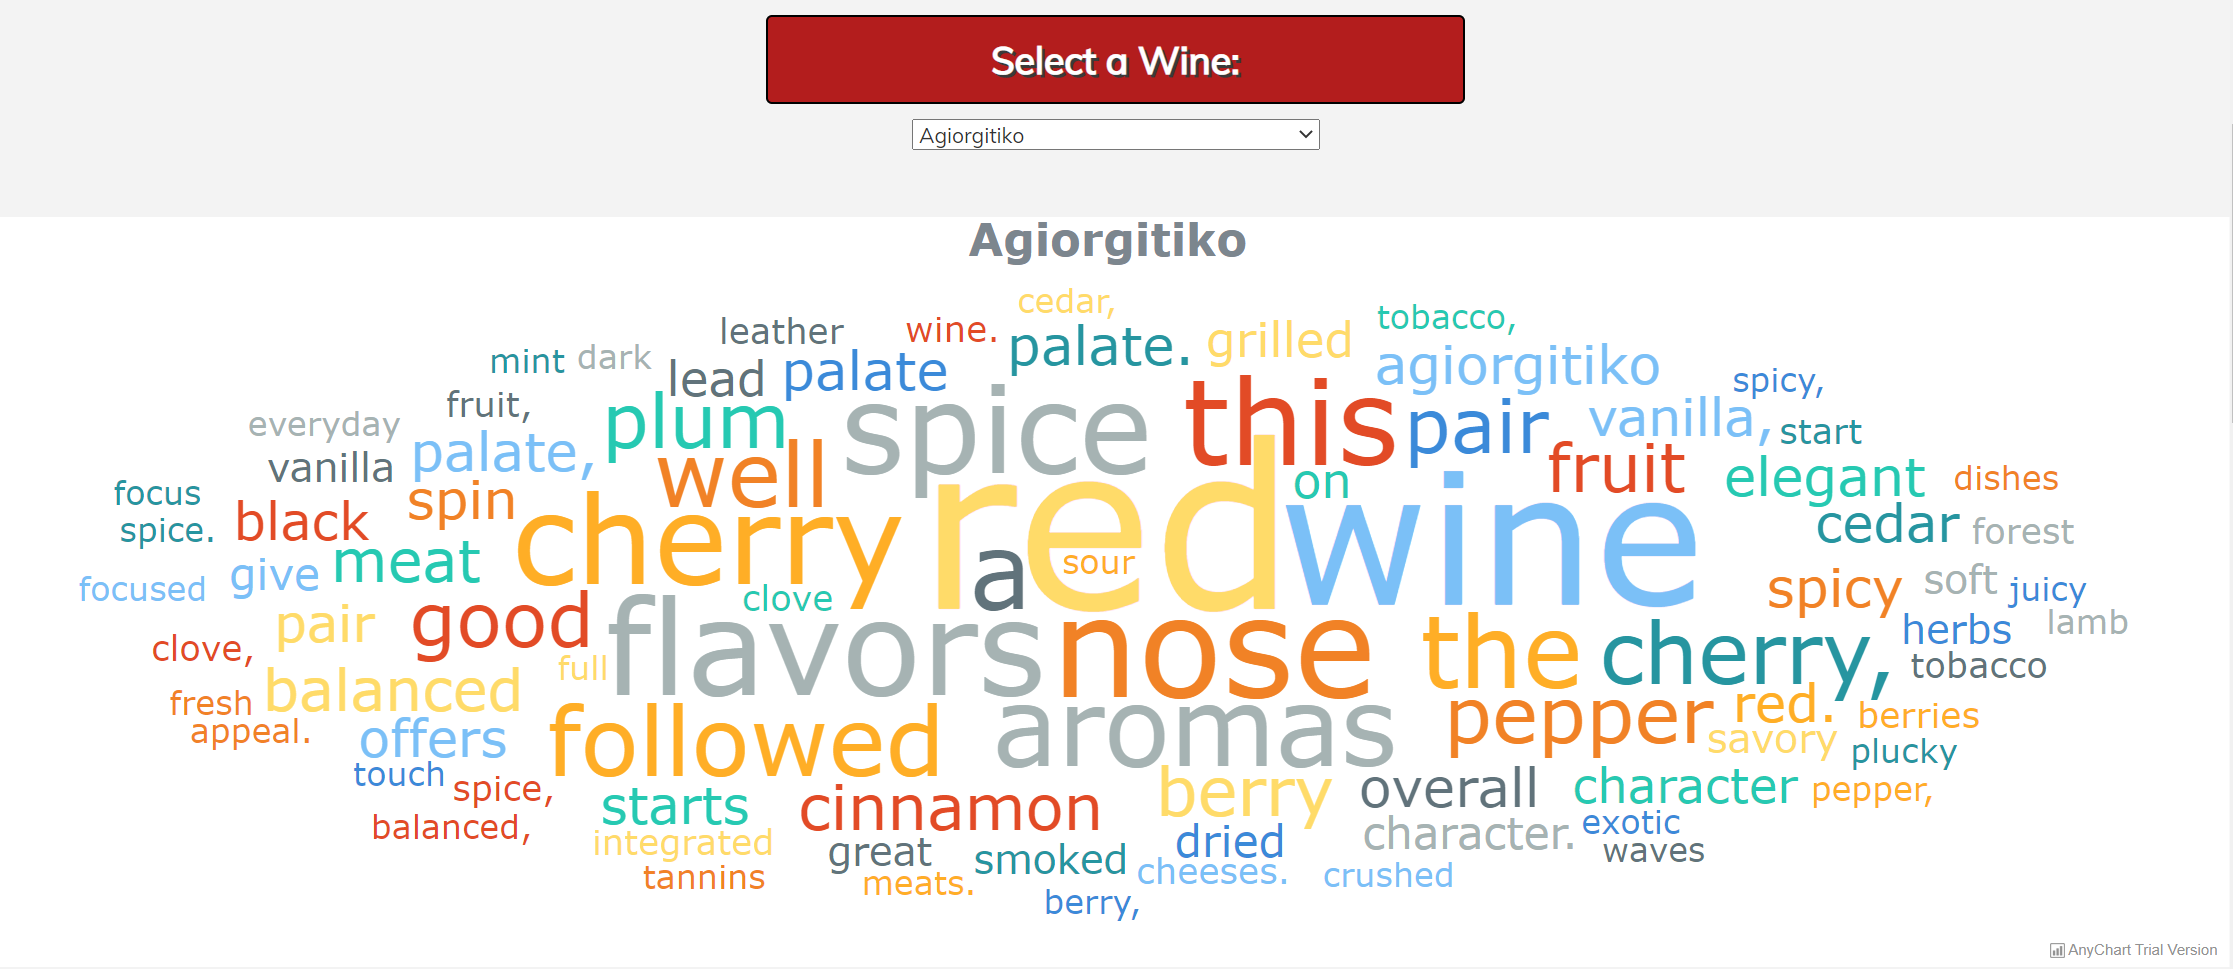 Select a Wine:
Agiorgitiko
Agiorgitiko
cedar,
leather wine. palate. grilled tobacco,
mint dark lead palate agiorgitiko spicy,
everyday fruit, plum spice this pair vanilla, start
vanilla palate, well on fruit elegant dishes
focus spin red wine
spice. black cherry cedar forest
focused give meat a sour spicy soft juicy
clove, pair good clove flavors nose the cherry, herbs lamb
fresh balanced full tobacco
appeal. offers followed aromas pepper red. berries
savory plucky
touch spice, starts cinnamon berry overall character pepper,
balanced, integrated great dried character. exotic
tannins meats. smoked cheeses. crushed waves
berry,
AnyChart Trial Version